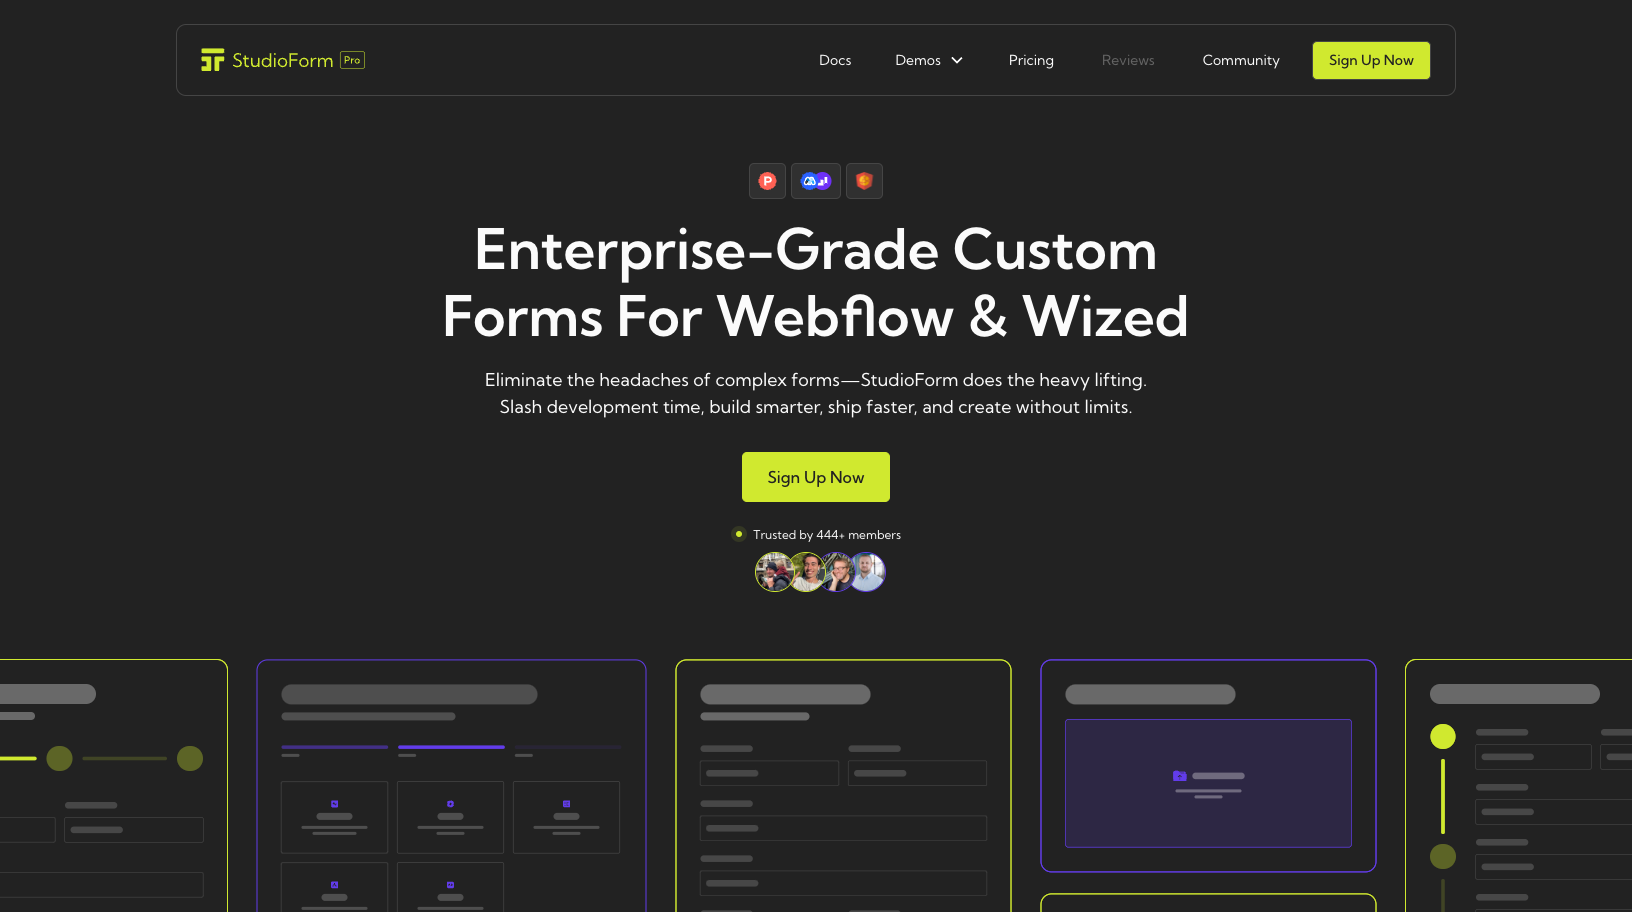 StudioForm Pro
Docs
Demos
Pricing
Reviews
Community
Sign Up Now
Enterprise-Grade Custom
Forms For Webflow & Wized
Eliminate the headaches of complex forms—StudioForm does the heavy lifting.
Slash development time, build smarter, ship faster, and create without limits.
Sign Up Now
Trusted by 444+ members